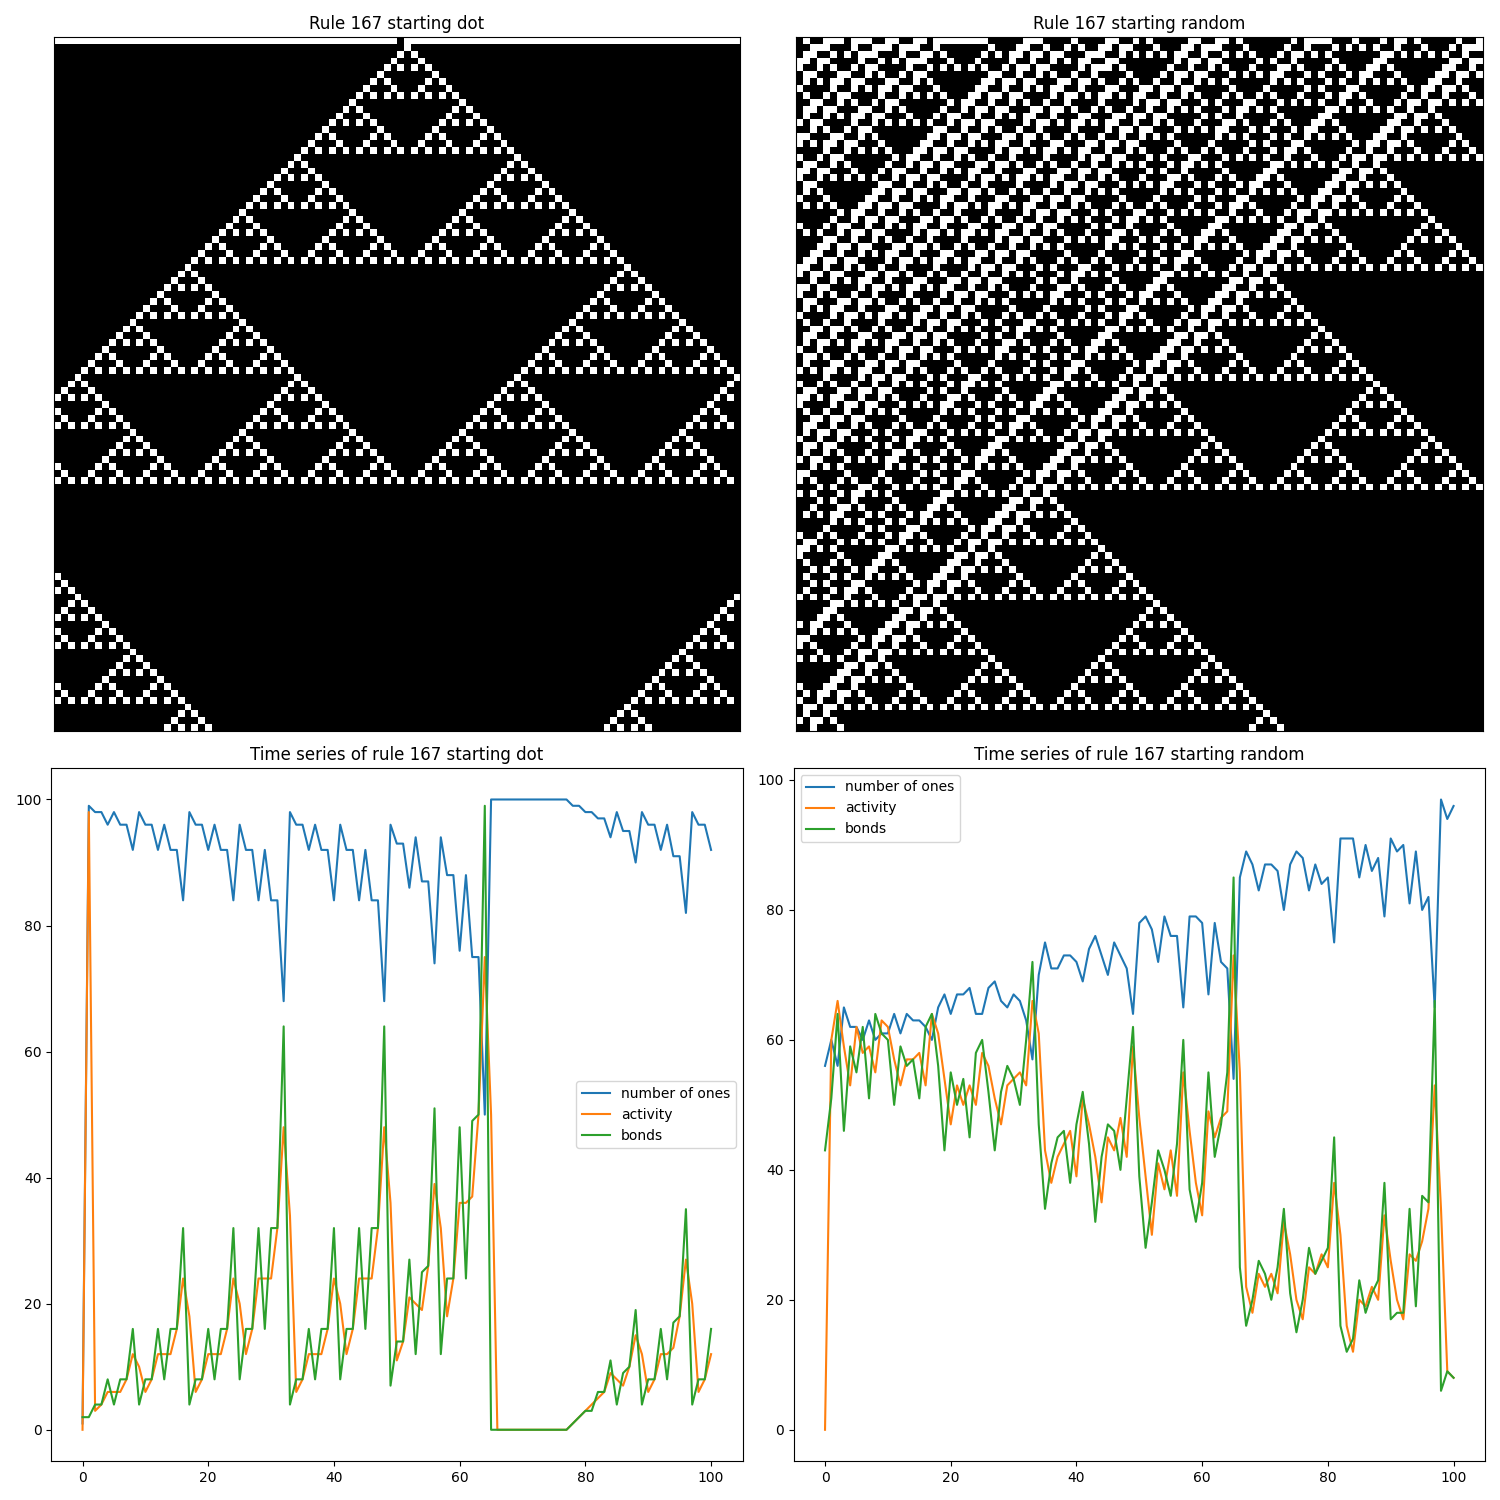 Rule 167 starting dot
Rule 167 starting random
Time series of rule 167 starting dot
100
80
60
40
20
0
number of ones
activity
bonds
0 20 40 60 80 100
Time series of rule 167 starting random
100
80
60
40
20
0
number of ones
activity
bonds
0 20 40 60 80 100